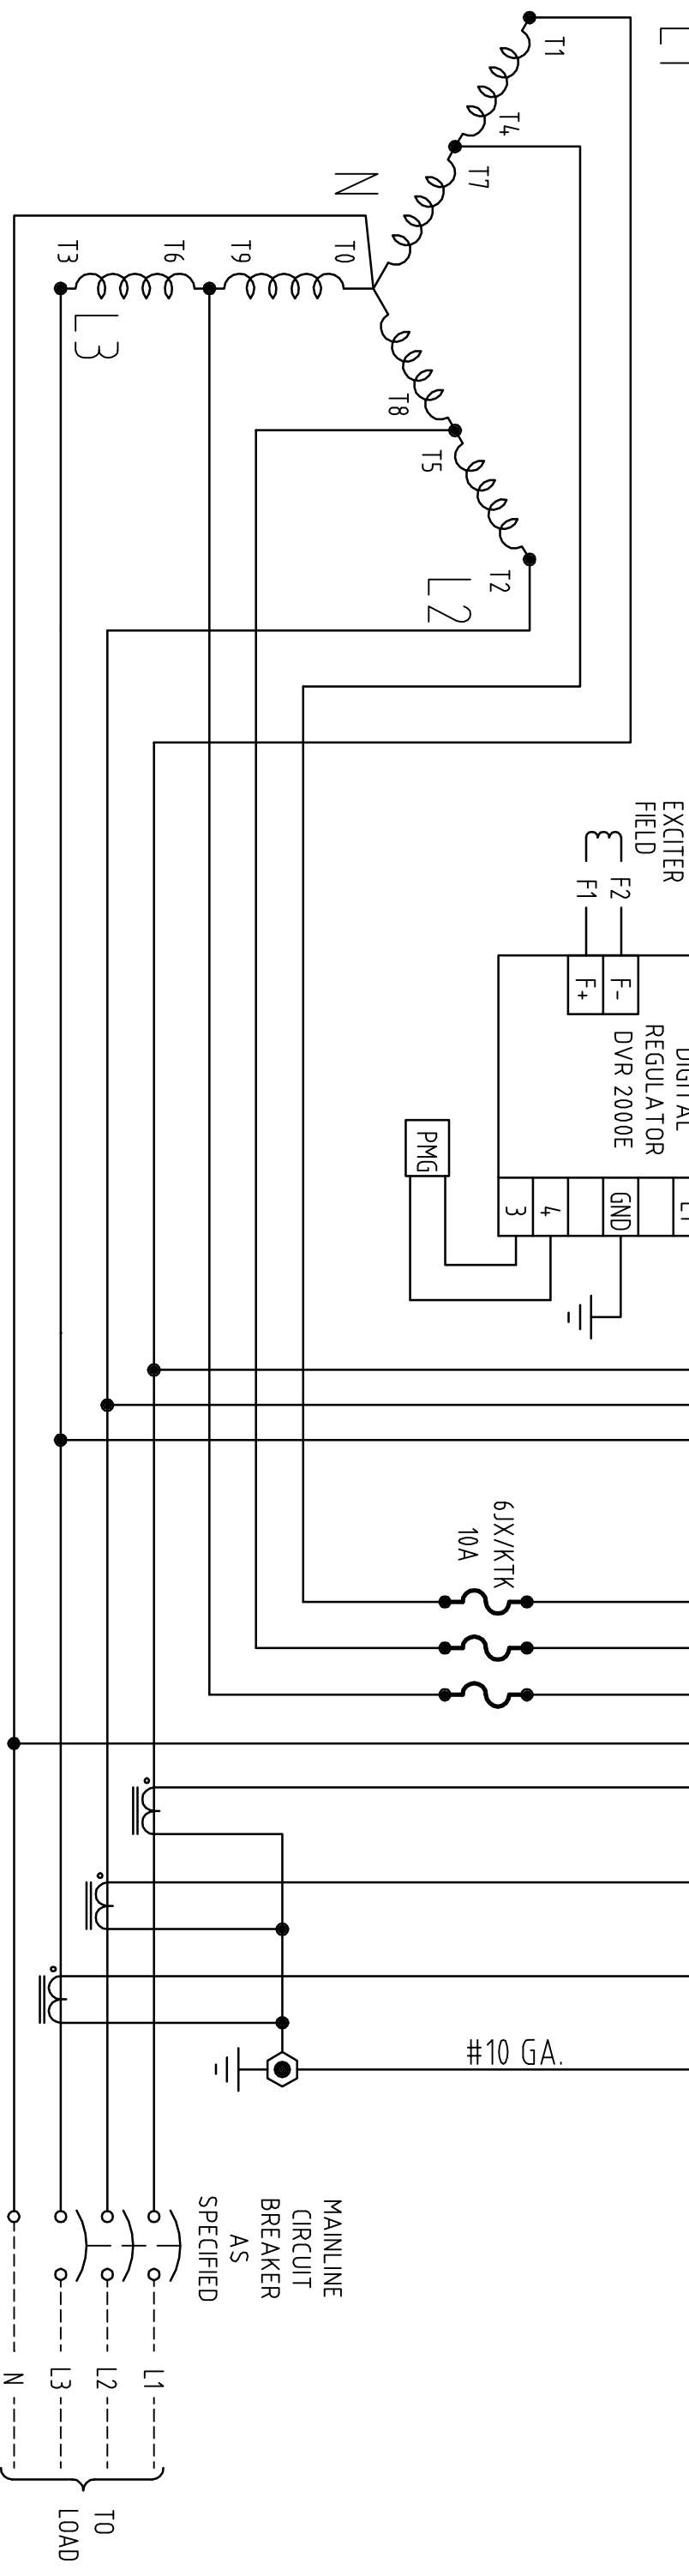 L1
T1
T4
T7
N
T0
T9
T6
T3
L3
T8
T5
T2
L2
EXCITER
FIELD
F2
F1
F-
F+
DIGITAL
REGULATOR
DVR 2000E
PMG
GND
4
3
6JX/KTK
10A
#10 GA.
MAINLINE
CIRCUIT
BREAKER
AS
SPECIFIED
L1
L2
L3
N
TO
LOAD